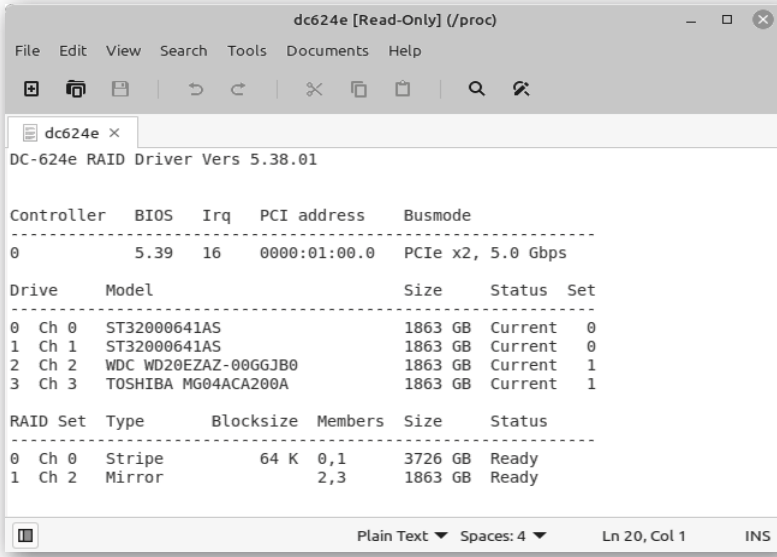 dc624e [Read-Only] (/proc)
File Edit View Search Tools Documents Help
dc624e
DC-624e RAID Driver Vers 5.38.01
Controller   BIOS   Irq   PCI address    Busmode
-------------------------------------------------------------
0            5.39   16    0000:01:00.0   PCIe x2, 5.0 Gbps
Drive     Model                          Size     Status  Set
-------------------------------------------------------------
0  Ch 0   ST32000641AS                   1863 GB  Current   0
1  Ch 1   ST32000641AS                   1863 GB  Current   0
2  Ch 2   WDC WD20EZAZ-00GGJB0           1863 GB  Current   1
3  Ch 3   TOSHIBA MG04ACA200A            1863 GB  Current   1
RAID Set  Type       Blocksize  Members  Size     Status
-------------------------------------------------------------
0  Ch 0   Stripe          64 K  0,1      3726 GB  Ready
1  Ch 2   Mirror                2,3      1863 GB  Ready
Plain Text Spaces: 4 Ln 20, Col 1 INS